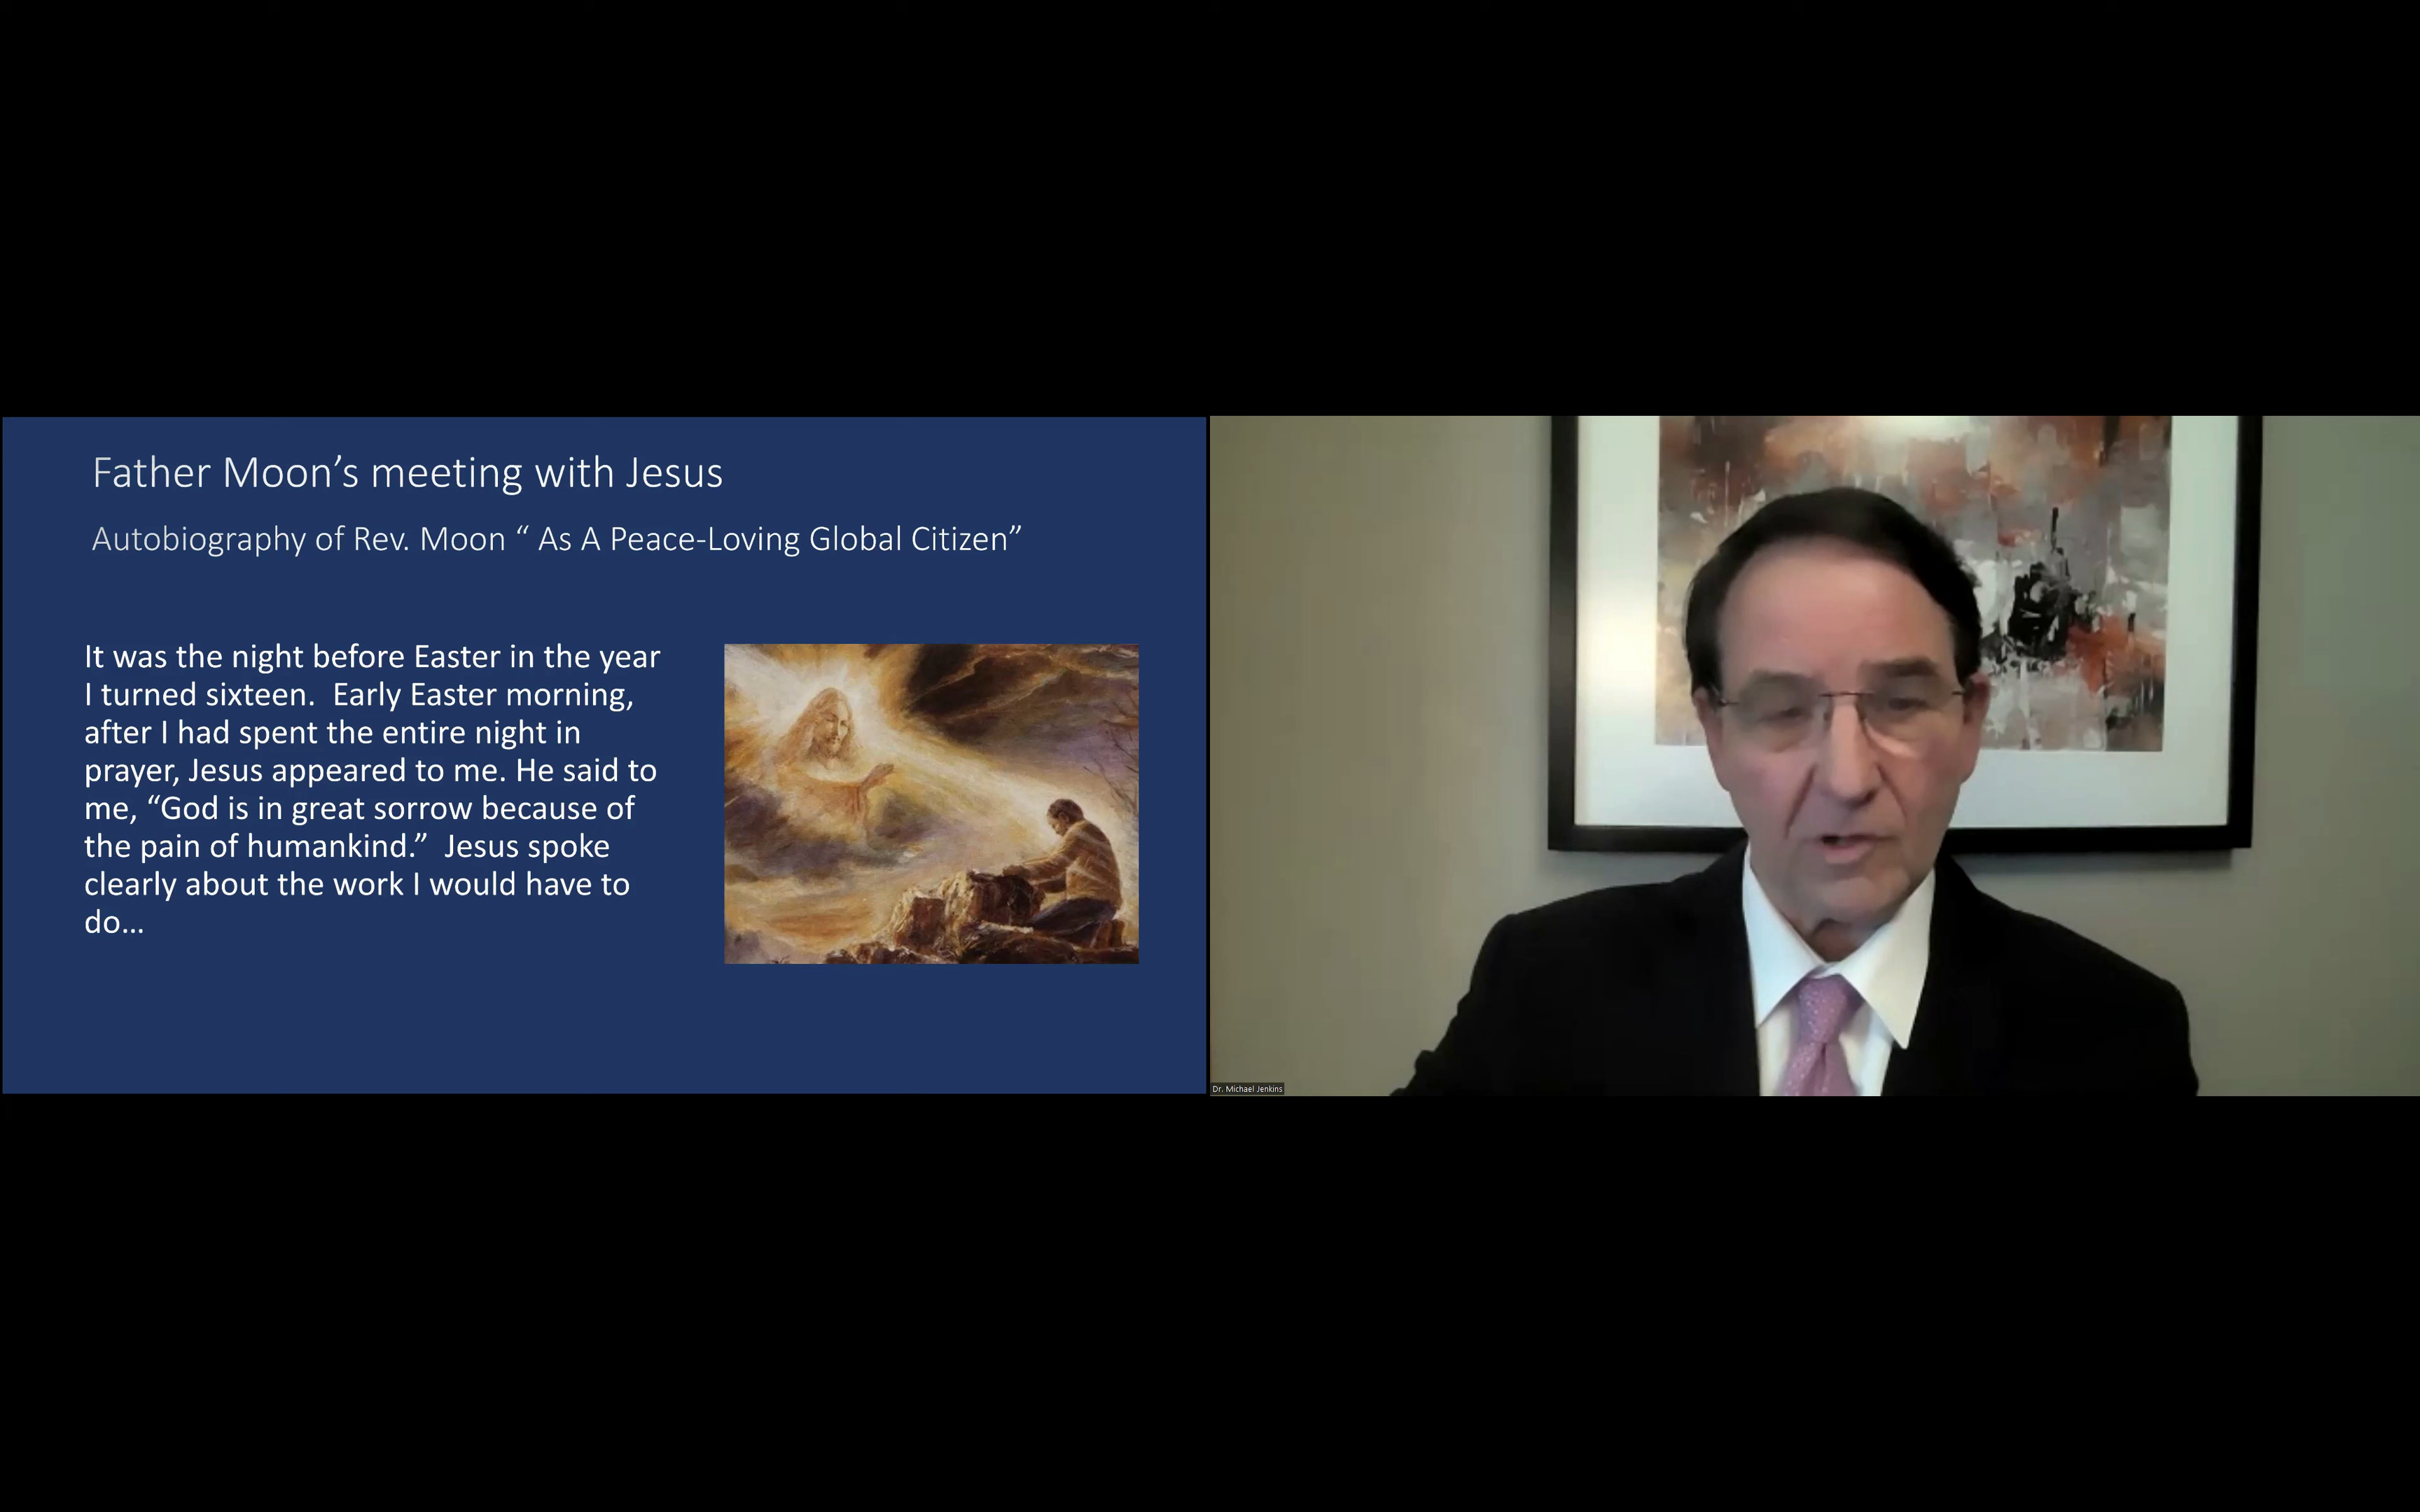 Father Moon’s meeting with Jesus
Autobiography of Rev. Moon “ As A Peace-Loving Global Citizen”
It was the night before Easter in the year
I turned sixteen.  Early Easter morning,
after I had spent the entire night in
prayer, Jesus appeared to me. He said to
me, “God is in great sorrow because of
the pain of humankind.”  Jesus spoke
clearly about the work I would have to
do…
Dr. Michael Jenkins